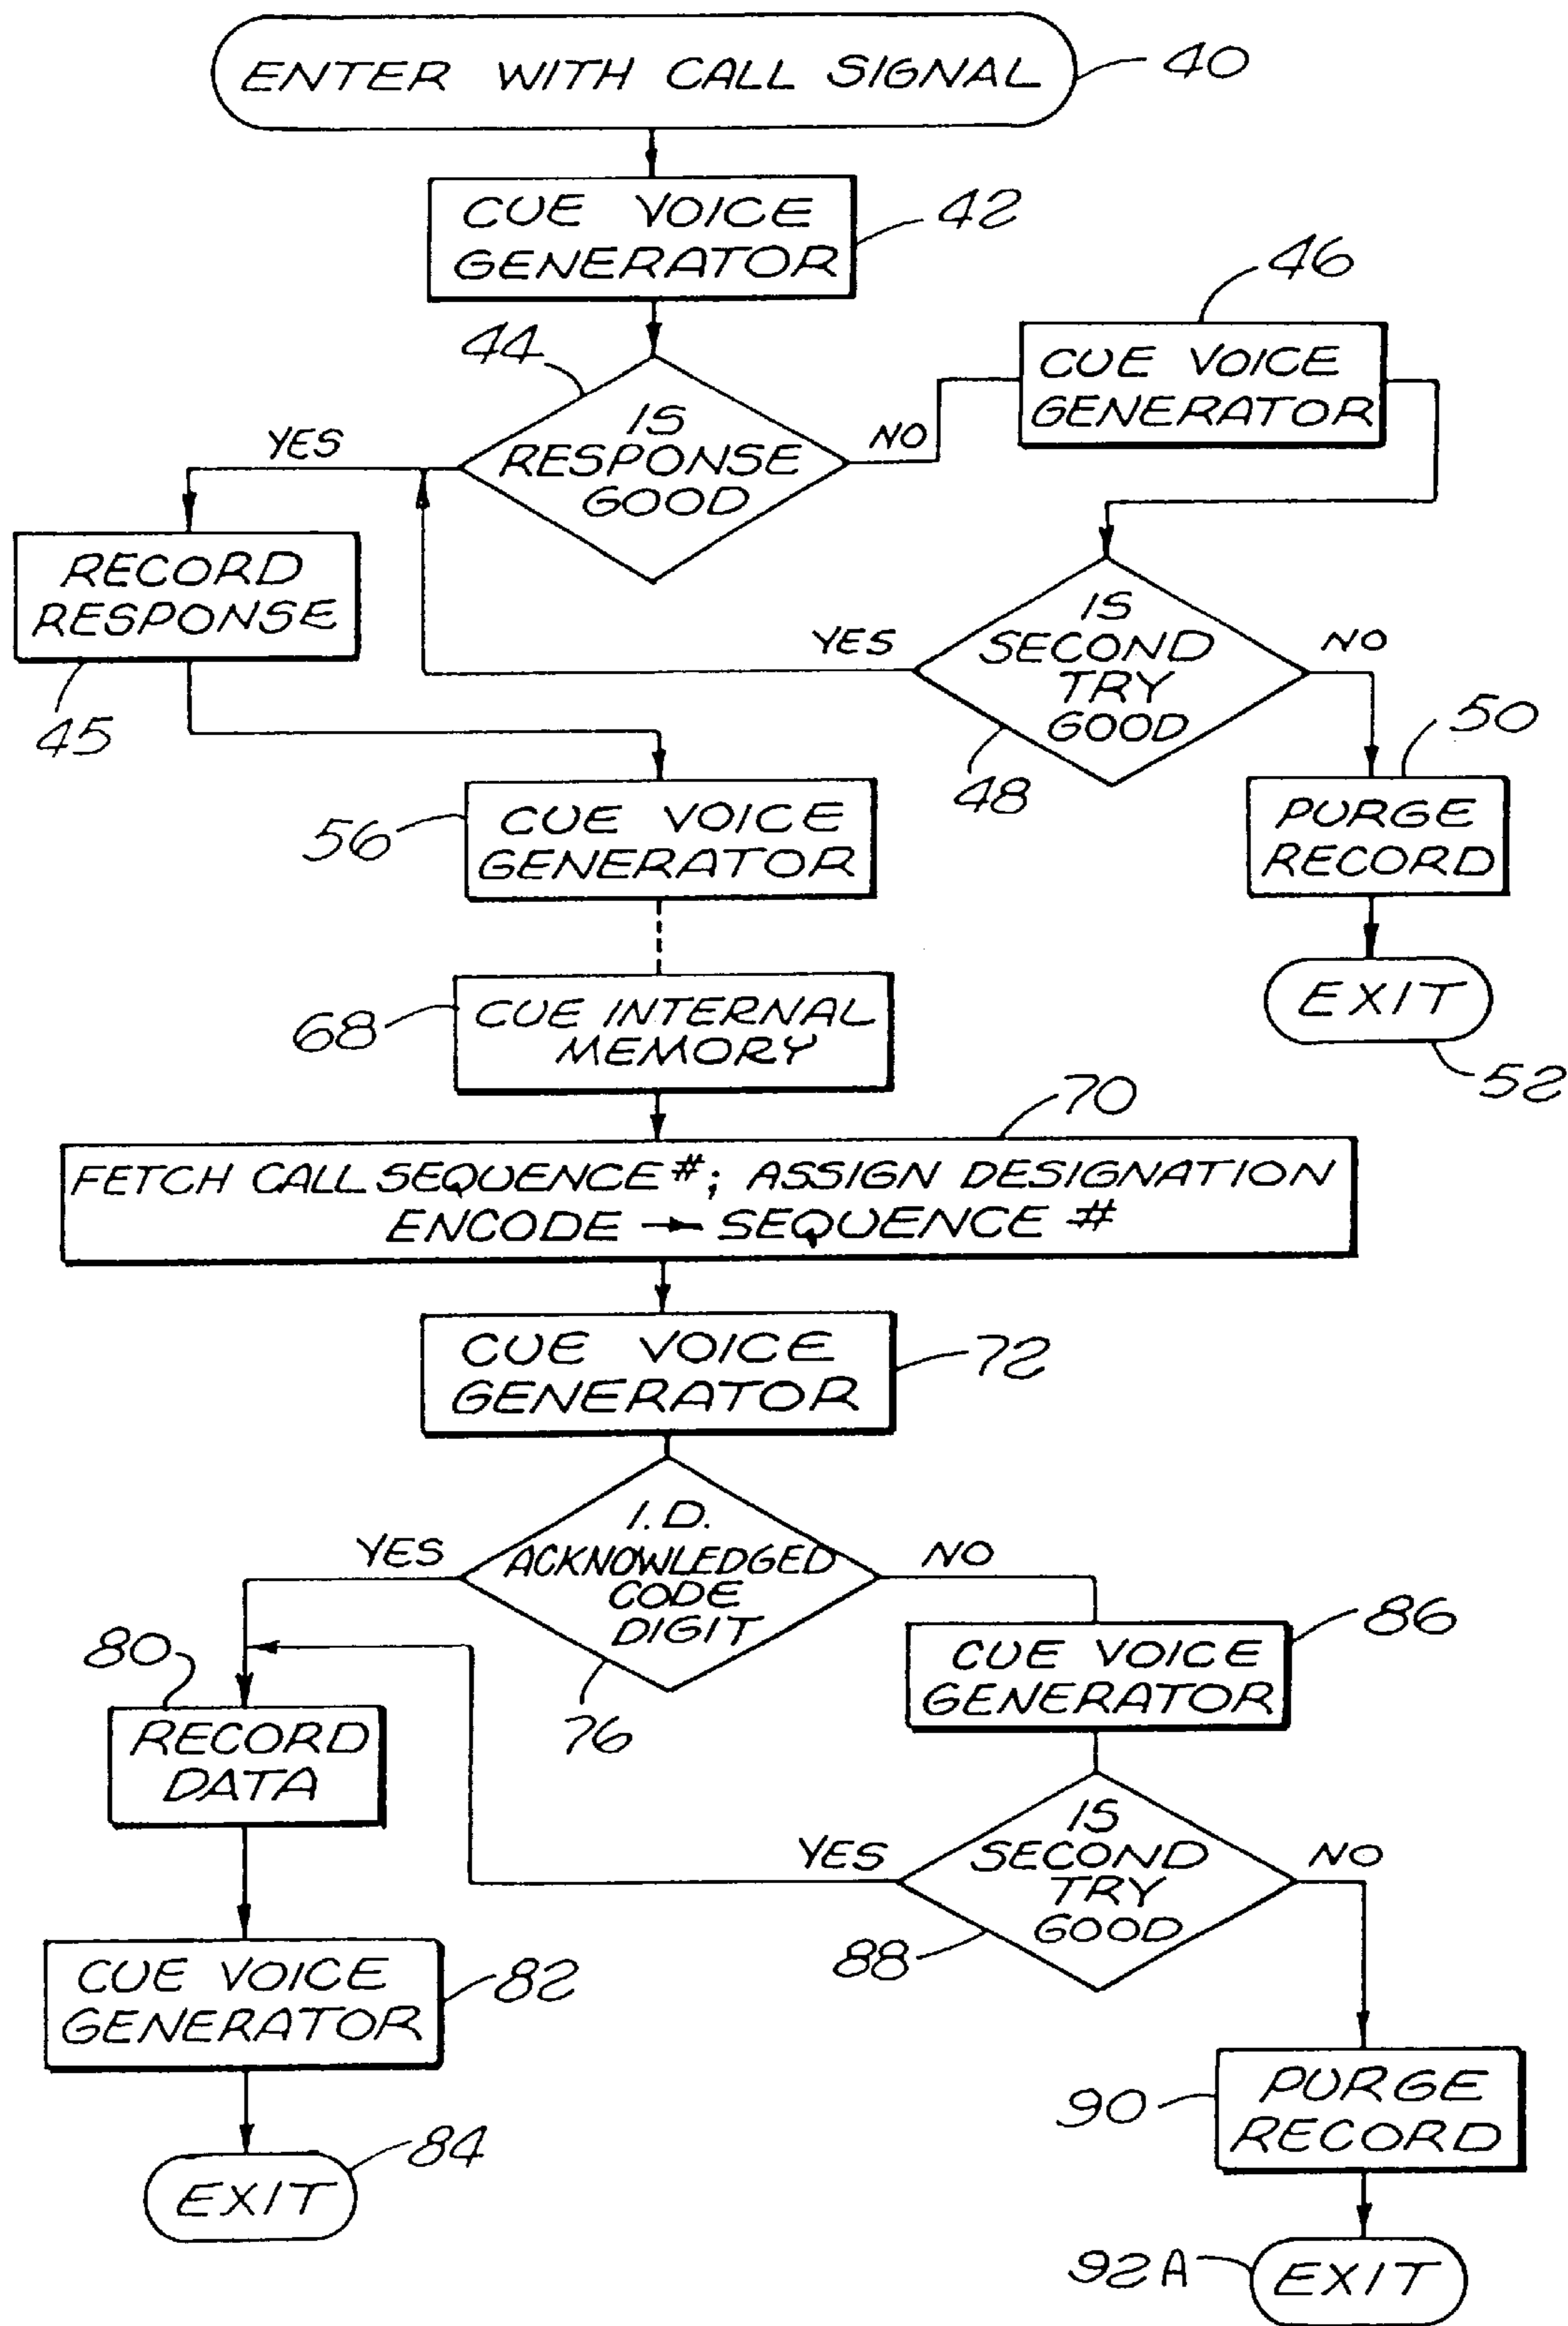 ENTER WITH CALL SIGNAL
40
CUE VOICE
GENERATOR
42
46
44
CUE VOICE
GENERATOR
IS
RESPONSE
GOOD
YES
NO
RECORD
RESPONSE
45
IS
SECOND
TRY
GOOD
YES
NO
48
50
56
CUE VOICE
GENERATOR
PURGE
RECORD
68
CUE INTERNAL
MEMORY
EXIT
52
70
FETCH CALL SEQUENCE #; ASSIGN DESIGNATION
ENCODE → SEQUENCE #
CUE VOICE
GENERATOR
72
I.D.
ACKNOWLEDGED
CODE
DIGIT
YES
NO
76
80
RECORD
DATA
86
CUE VOICE
GENERATOR
IS
SECOND
TRY
GOOD
YES
NO
88
CUE VOICE
GENERATOR
82
90
PURGE
RECORD
84
EXIT
92A
EXIT